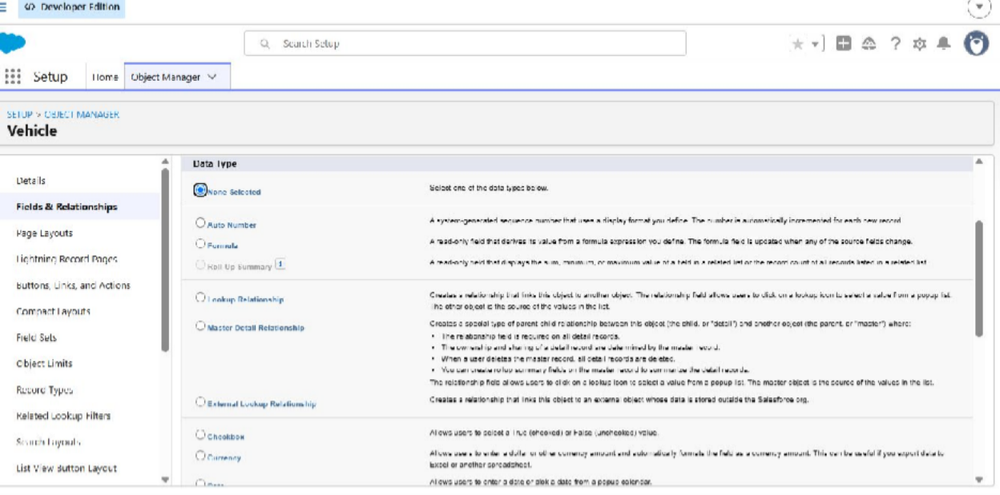 Developer Edition
Search Setup
Setup
Home
Object Manager
SETUP > OBJECT MANAGER
Vehicle
Details
Fields & Relationships
Page Layouts
Lightning Record Pages
Buttons, Links, and Actions
Compact Layouts
Field Sets
Object Limits
Record Types
Related Lookup Filters
Search Layouts
List View Button Layout
Data Type
None Selected
Select one of the data types below.
Auto Number
A system-generated sequence number that uses a display format you define. The number is automatically incremented for each new record.
Formula
A read-only field that derives its value from a formula expression you define. The formula field is updated when any of the source fields change.
Roll-Up Summary
A read-only field that displays the sum, minimum, or maximum value of a field in a related list or the record count of all records listed in a related list.
Lookup Relationship
Creates a relationship that links this object to another object. The relationship field allows users to click on a lookup icon to select a value from a popup list.
The other object is the source of the values in the list.
Master-Detail Relationship
Creates a special type of parent-child relationship between this object (the child, or "detail") and another object (the parent, or "master") where:
• The relationship field is required on all detail records.
• The ownership and sharing of a detail record are determined by the master record.
• When a user deletes the master record, all detail records are deleted.
• You can create rollup summary fields on the master record to summarize the detail records.
The relationship field allows users to click on a lookup icon to select a value from a popup list. The master object is the source of the values in the list.
External Lookup Relationship
Creates a relationship that links this object to an external object whose data is stored outside the Salesforce org.
Checkbox
Allows users to select a True (checked) or False (unchecked) value.
Currency
Allows users to enter a dollar or other currency amount and automatically formats the field as a currency amount. This can be useful if you export data to
Excel or another spreadsheet.
Date
Allows users to enter a date or pick a date from a popup calendar.